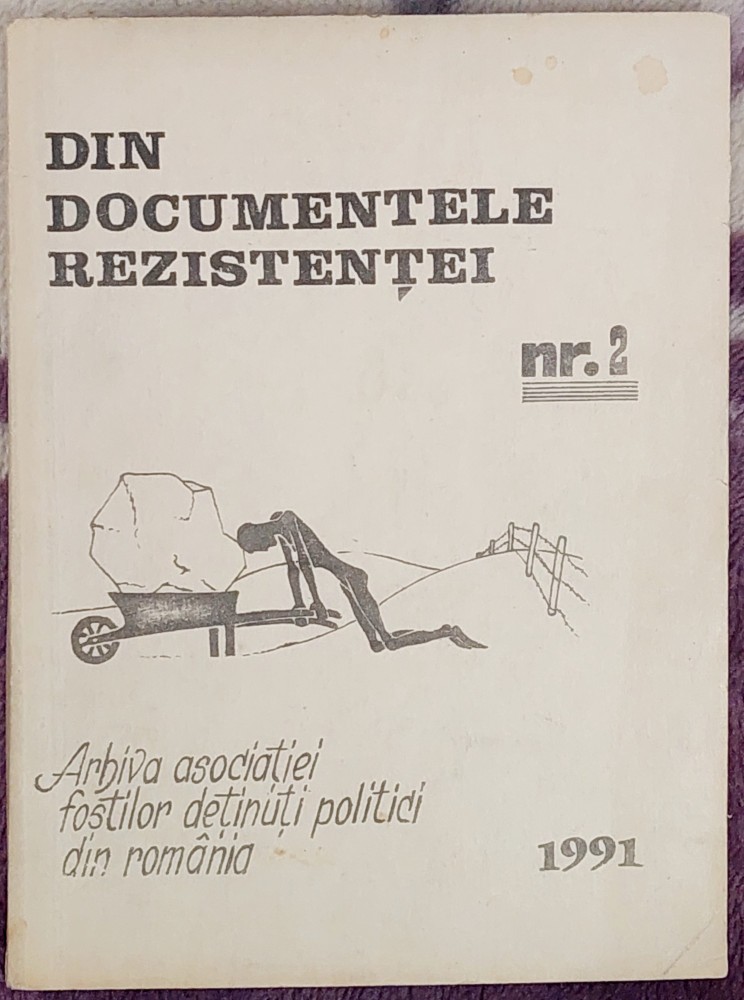 DIN
DOCUMENTELE
REZISTENȚEI
nr. 2
Arhiva asociației
foștilor deținuți politici
din românia
1991